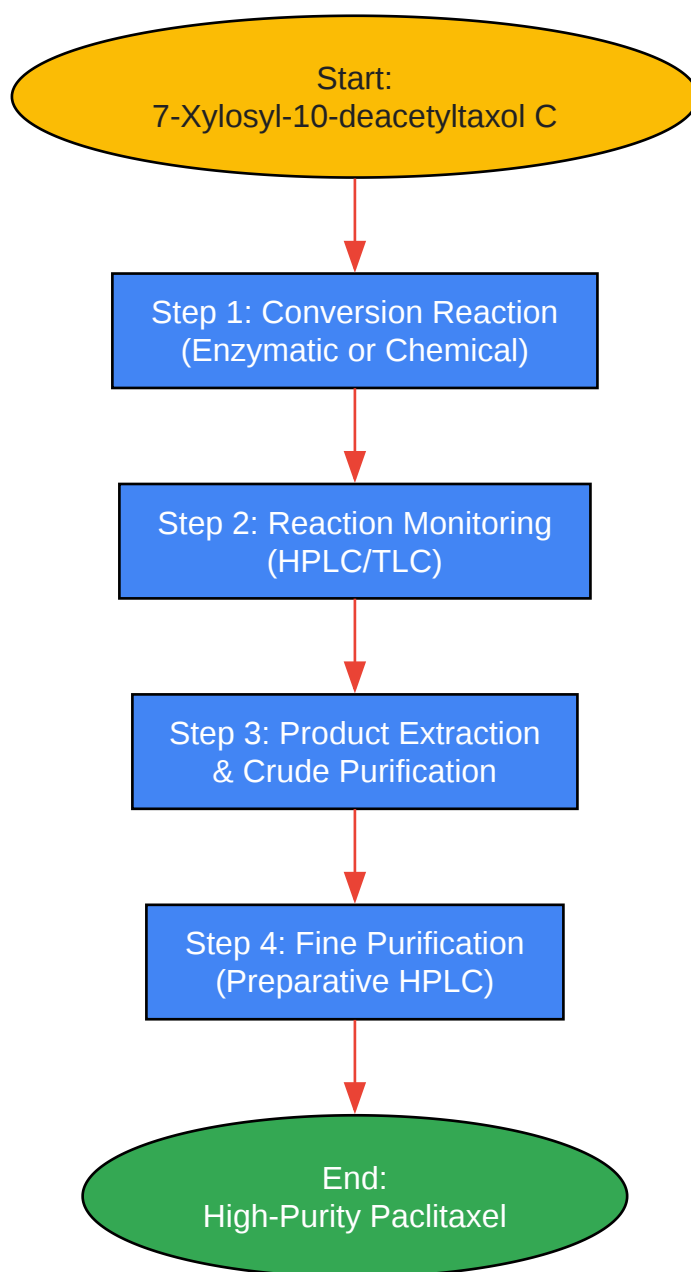 Start:
7-Xylosyl-10-deacetyltaxol C
Step 1: Conversion Reaction
(Enzymatic or Chemical)
Step 2: Reaction Monitoring
(HPLC/TLC)
Step 3: Product Extraction
& Crude Purification
Step 4: Fine Purification
(Preparative HPLC)
End:
High-Purity Paclitaxel